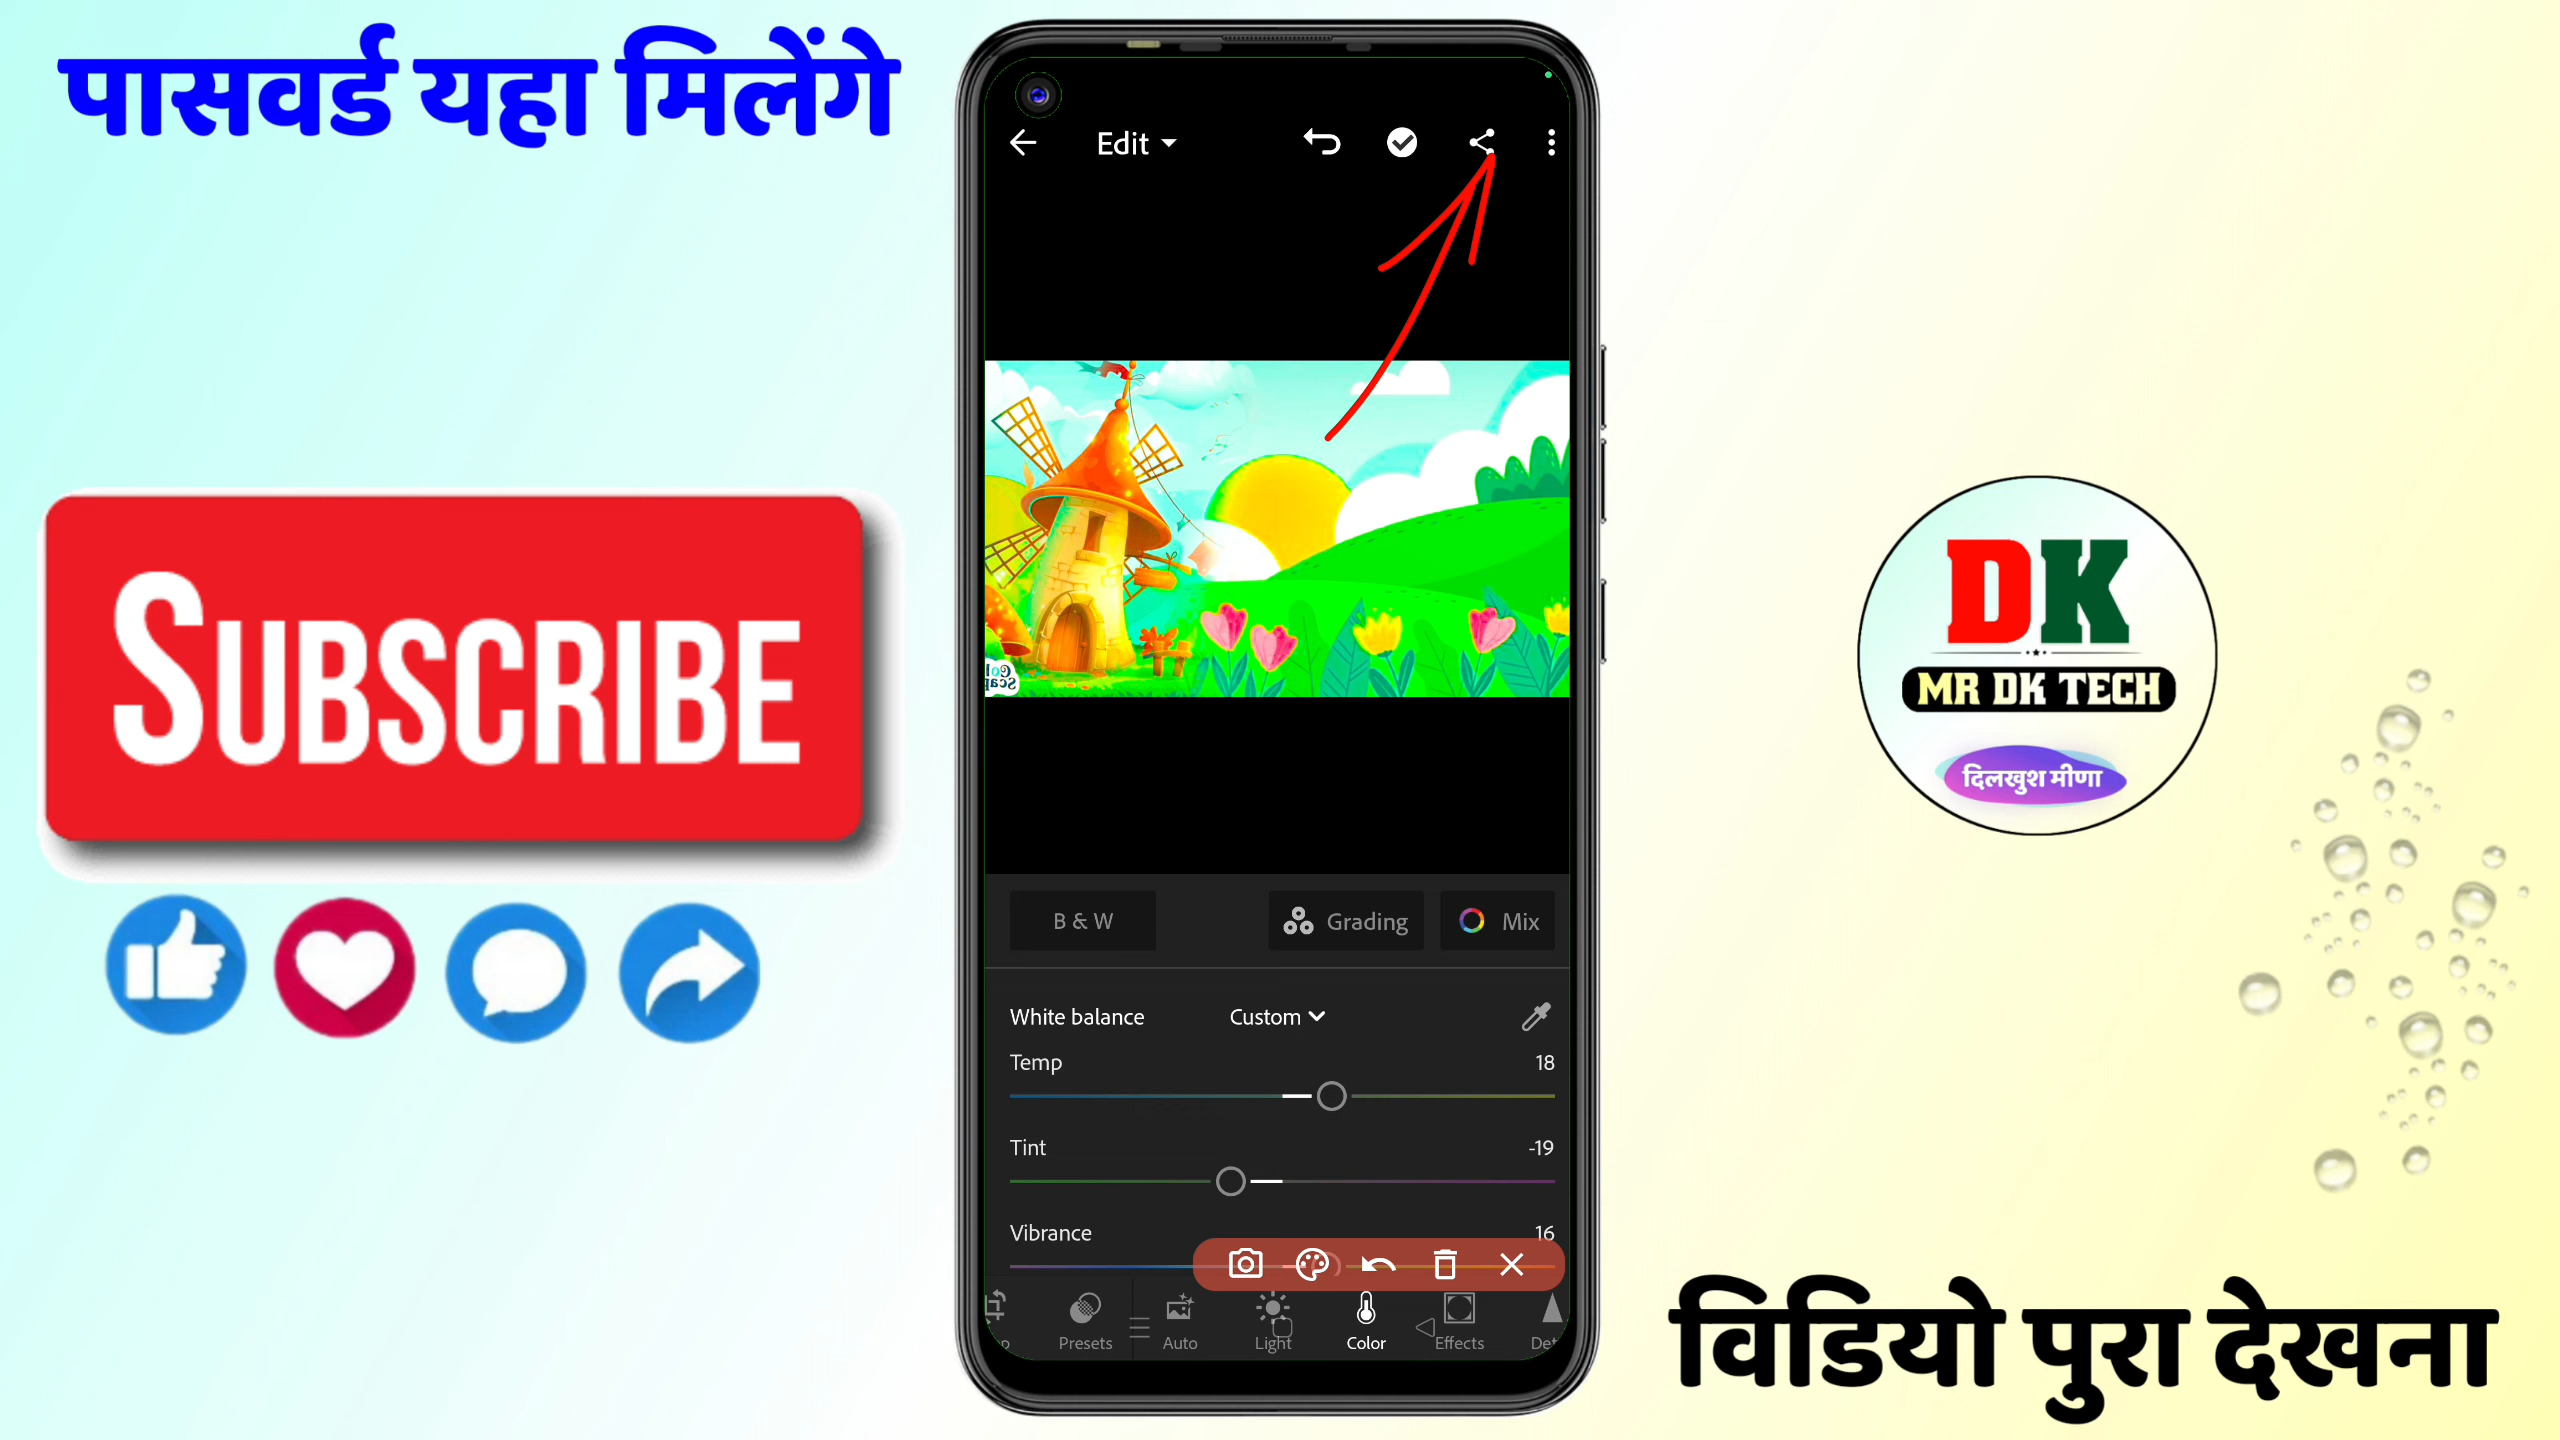 पासवर्ड यहा मिलेंगे
Edit
SUBSCRIBE
DK
MR DK TECH
दिलखुश मीणा
B & W
Grading
Mix
White balance
Custom
Temp
18
Tint
-19
Vibrance
16
Presets
Auto
Light
Color
Effects
विडियो पुरा देखना